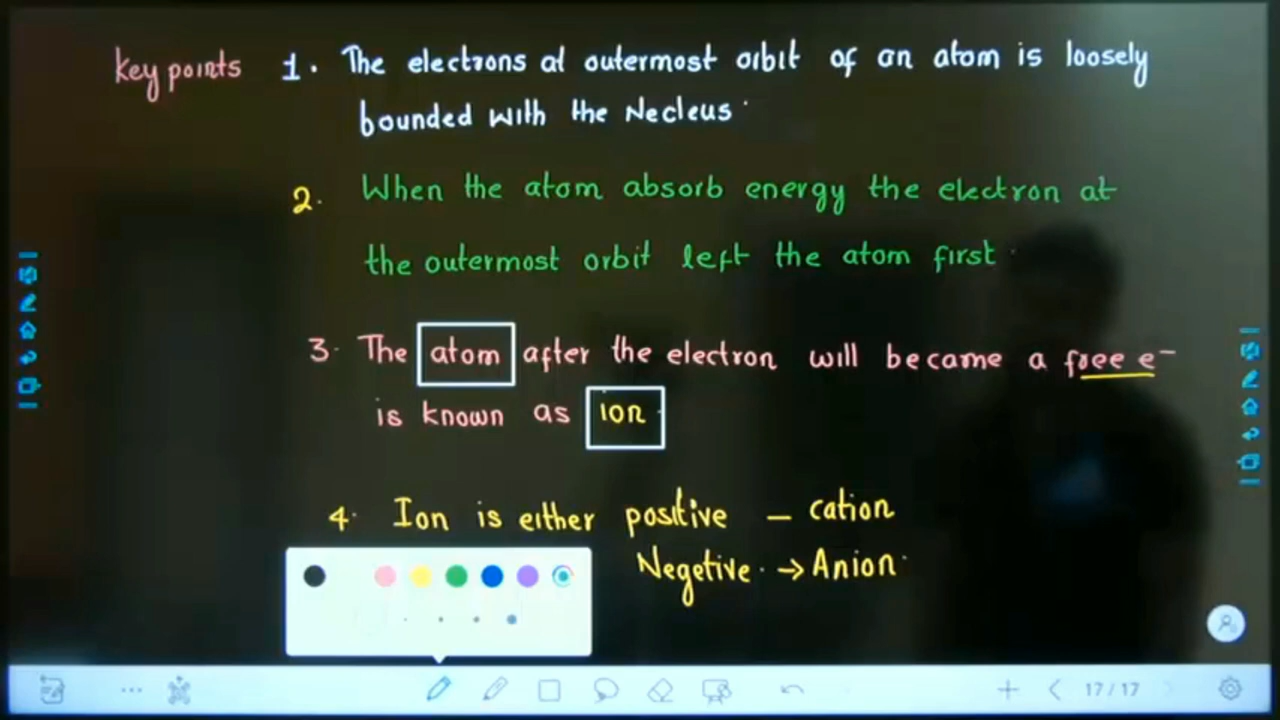 key points 1. The electrons at outermost orbit of an atom is loosely
bounded with the Necleus.
2. When the atom absorb energy the electron at
the outermost orbit left the atom first.
3. The atom after the electron will became a free e-
is known as ion.
4. Ion is either positive - cation
Negetive. → Anion.
17/17